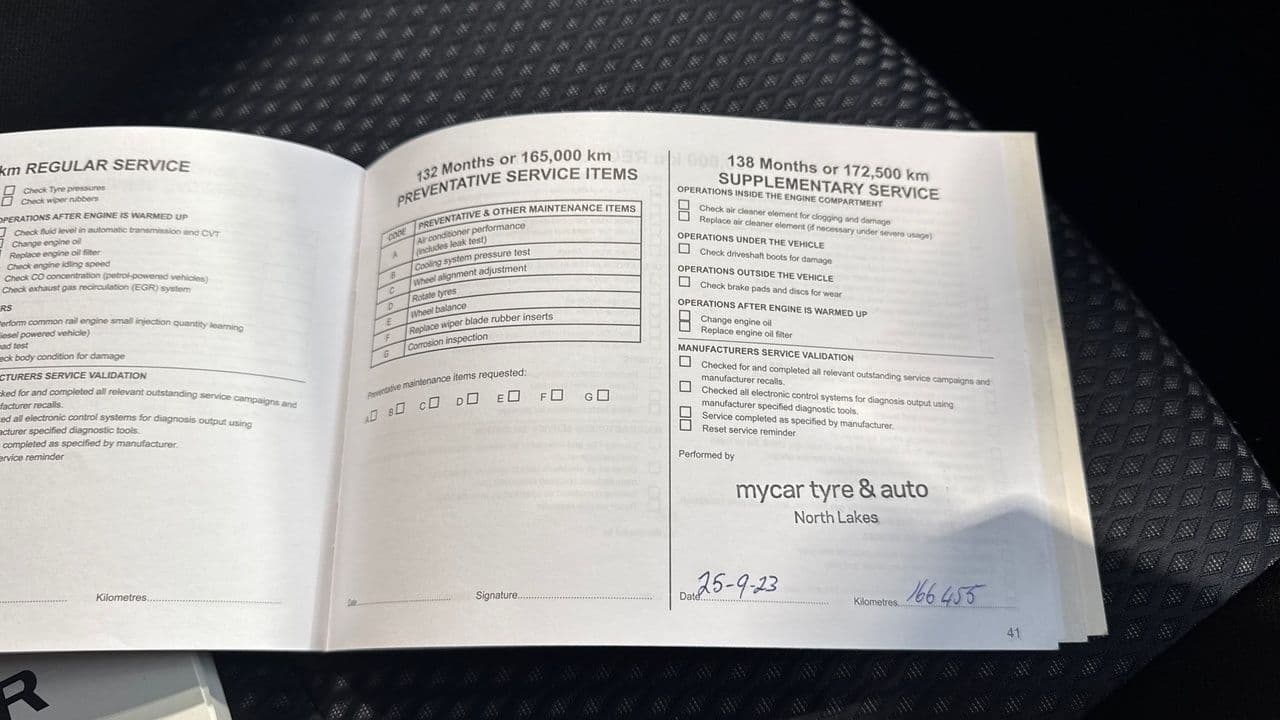 km REGULAR SERVICE
Check Tyre pressures
Check wiper rubbers
OPERATIONS AFTER ENGINE IS WARMED UP
Check fluid level in automatic transmission and CVT
Change engine oil
Replace engine oil filter
Check engine idling speed
Check CO concentration (petrol-powered vehicles)
Check exhaust gas recirculation (EGR) system
RS
erform common rail engine small injection quantity learning
iesel powered vehicle)
ad test
eck body condition for damage
CTURERS SERVICE VALIDATION
ked for and completed all relevant outstanding service campaigns and
facturer recalls.
ed all electronic control systems for diagnosis output using
acturer specified diagnostic tools.
completed as specified by manufacturer.
ervice reminder
Kilometres
132 Months or 165,000 km
PREVENTATIVE SERVICE ITEMS
CODE PREVENTATIVE & OTHER MAINTENANCE ITEMS
A Air conditioner performance
(includes leak test)
B Cooling system pressure test
C Wheel alignment adjustment
D Rotate tyres
E Wheel balance
F Replace wiper blade rubber inserts
G Corrosion inspection
Preventative maintenance items requested:
A B C D E F G
Date Signature
138 Months or 172,500 km
SUPPLEMENTARY SERVICE
OPERATIONS INSIDE THE ENGINE COMPARTMENT
Check air cleaner element for clogging and damage
Replace air cleaner element (if necessary under severe usage)
OPERATIONS UNDER THE VEHICLE
Check driveshaft boots for damage
OPERATIONS OUTSIDE THE VEHICLE
Check brake pads and discs for wear
OPERATIONS AFTER ENGINE IS WARMED UP
Change engine oil
Replace engine oil filter
MANUFACTURERS SERVICE VALIDATION
Checked for and completed all relevant outstanding service campaigns and
manufacturer recalls.
Checked all electronic control systems for diagnosis output using
manufacturer specified diagnostic tools.
Service completed as specified by manufacturer.
Reset service reminder
Performed by
mycar tyre & auto
North Lakes
Date 25-9-23 Kilometres 166 455
41
R